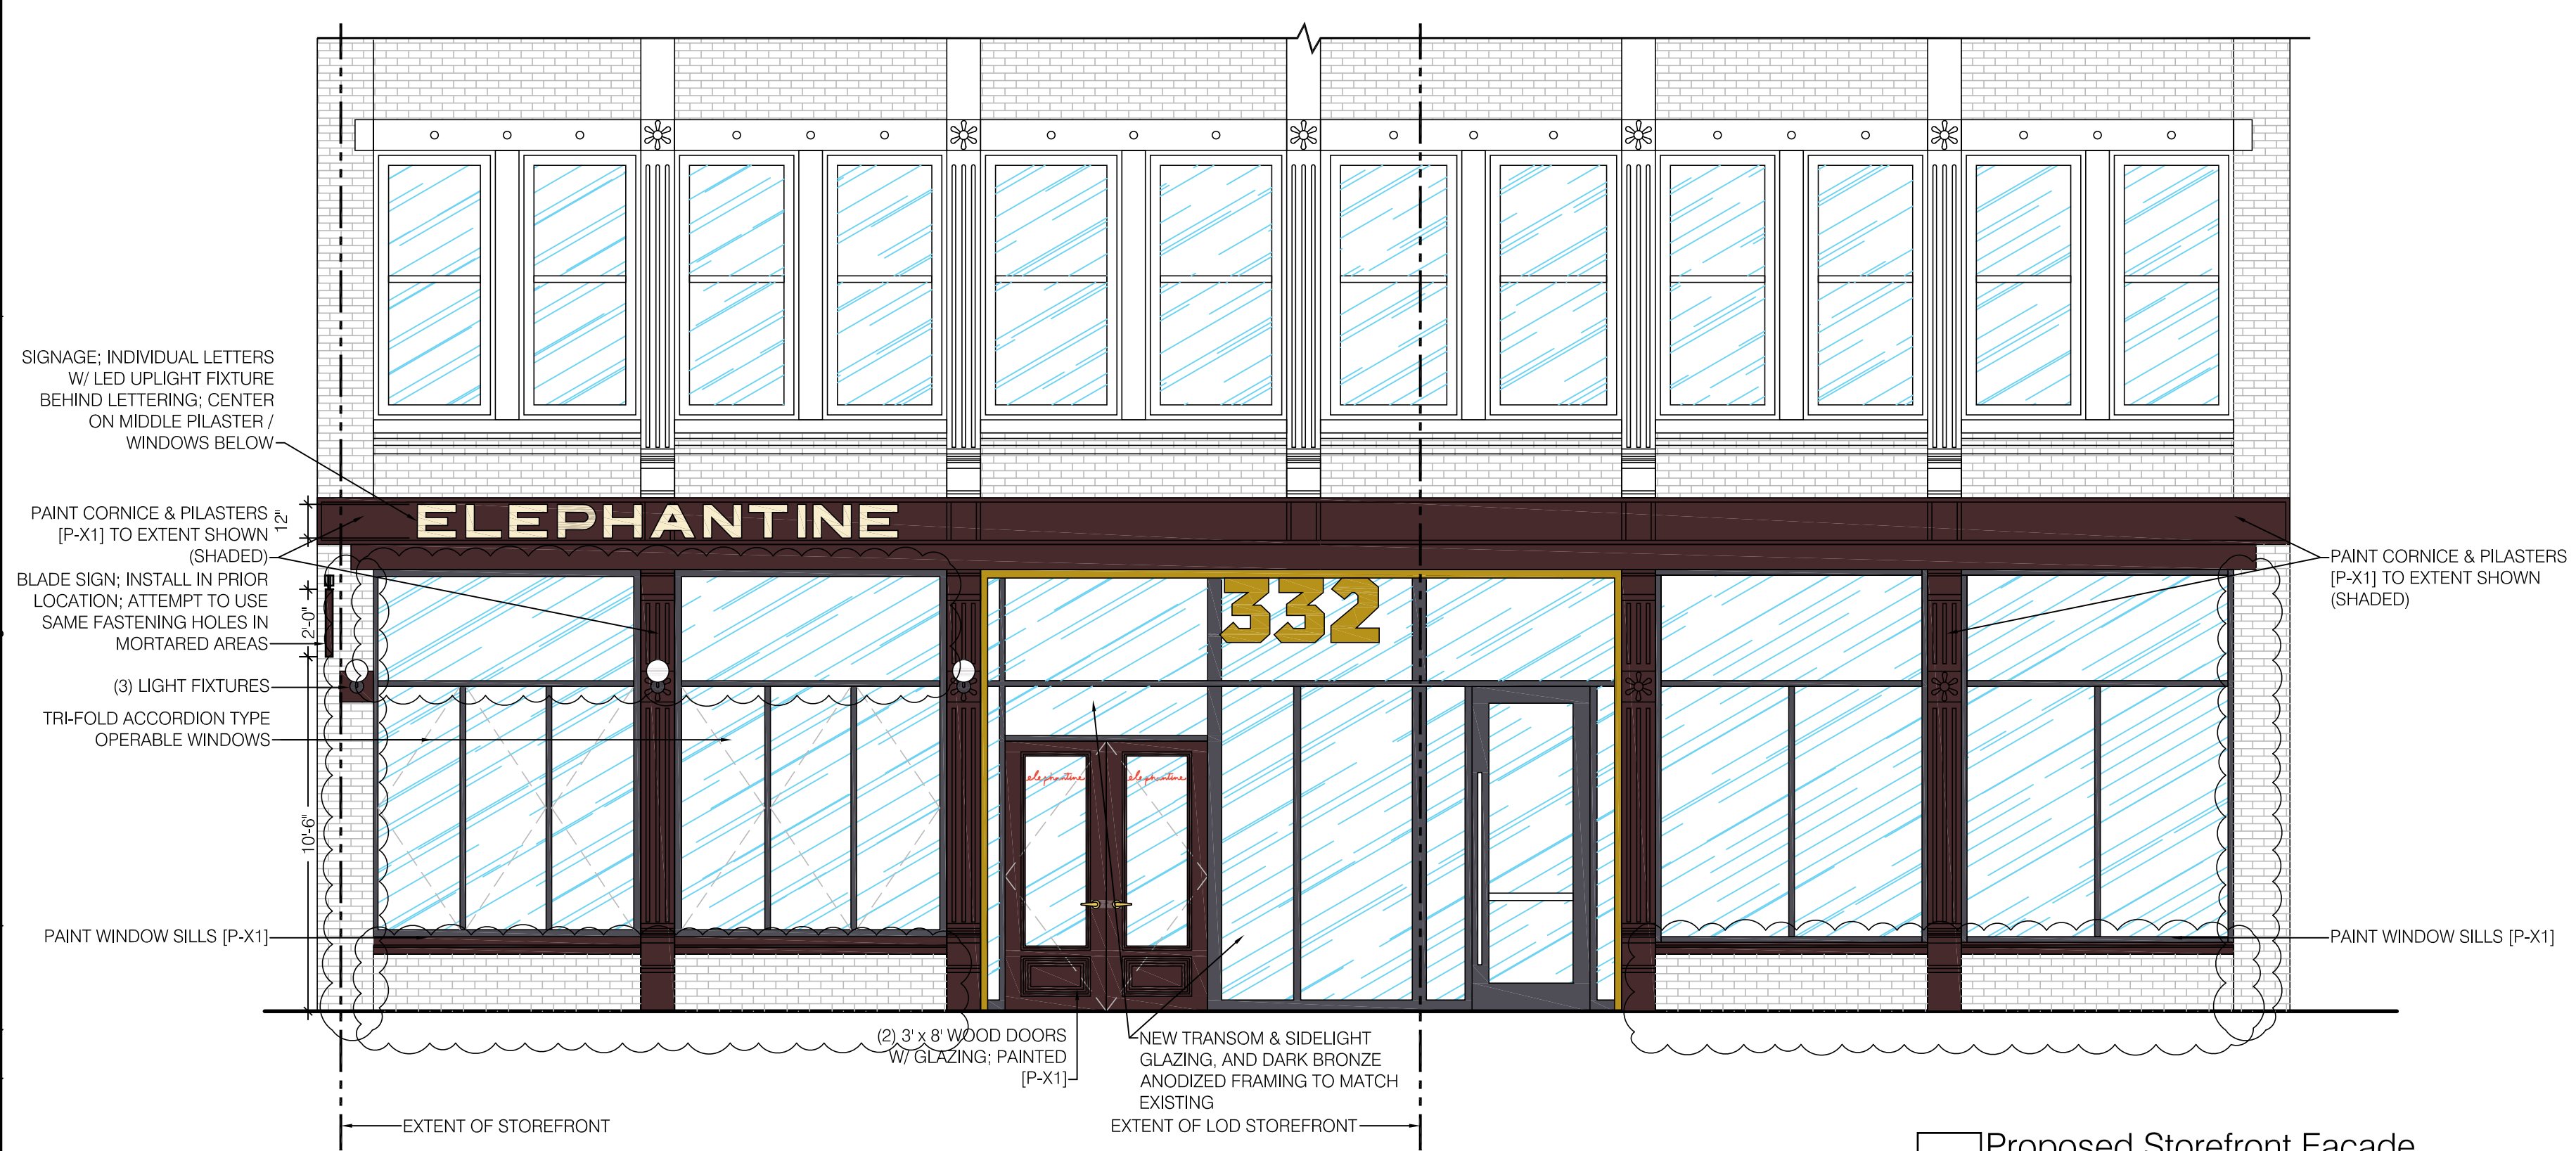 SIGNAGE; INDIVIDUAL LETTERS
W/ LED UPLIGHT FIXTURE
BEHIND LETTERING; CENTER
ON MIDDLE PILASTER /
WINDOWS BELOW
PAINT CORNICE & PILASTERS
[P-X1] TO EXTENT SHOWN
(SHADED)
12"
ELEPHANTINE
BLADE SIGN; INSTALL IN PRIOR
LOCATION; ATTEMPT TO USE
SAME FASTENING HOLES IN
MORTARED AREAS
2'-0"
332
PAINT CORNICE & PILASTERS
[P-X1] TO EXTENT SHOWN
(SHADED)
(3) LIGHT FIXTURES
TRI-FOLD ACCORDION TYPE
OPERABLE WINDOWS
elephantine
elephantine
10'-6"
PAINT WINDOW SILLS [P-X1]
PAINT WINDOW SILLS [P-X1]
(2) 3' x 8' WOOD DOORS
W/ GLAZING; PAINTED
[P-X1]
NEW TRANSOM & SIDELIGHT
GLAZING, AND DARK BRONZE
ANODIZED FRAMING TO MATCH
EXISTING
EXTENT OF STOREFRONT
EXTENT OF LOD STOREFRONT
Proposed Storefront Facade